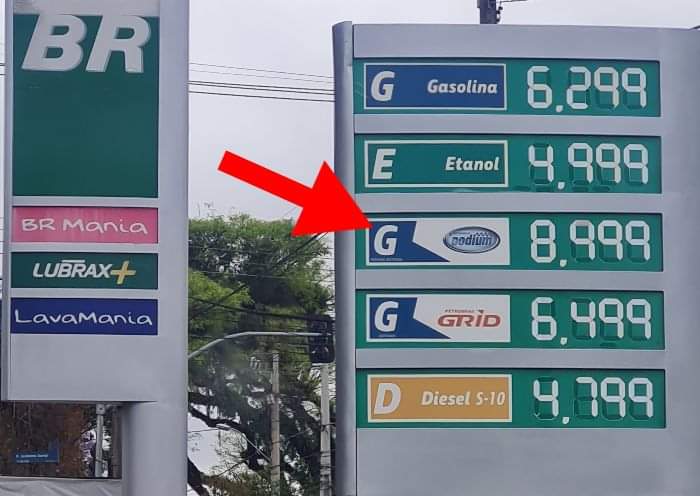 BR
BR Mania
LUBRAX+
LavaMania
G Gasolina 6,299
E Etanol 4,999
G podium 8,999
G PETROBRAS GRID 6,499
D Diesel S-10 4,799